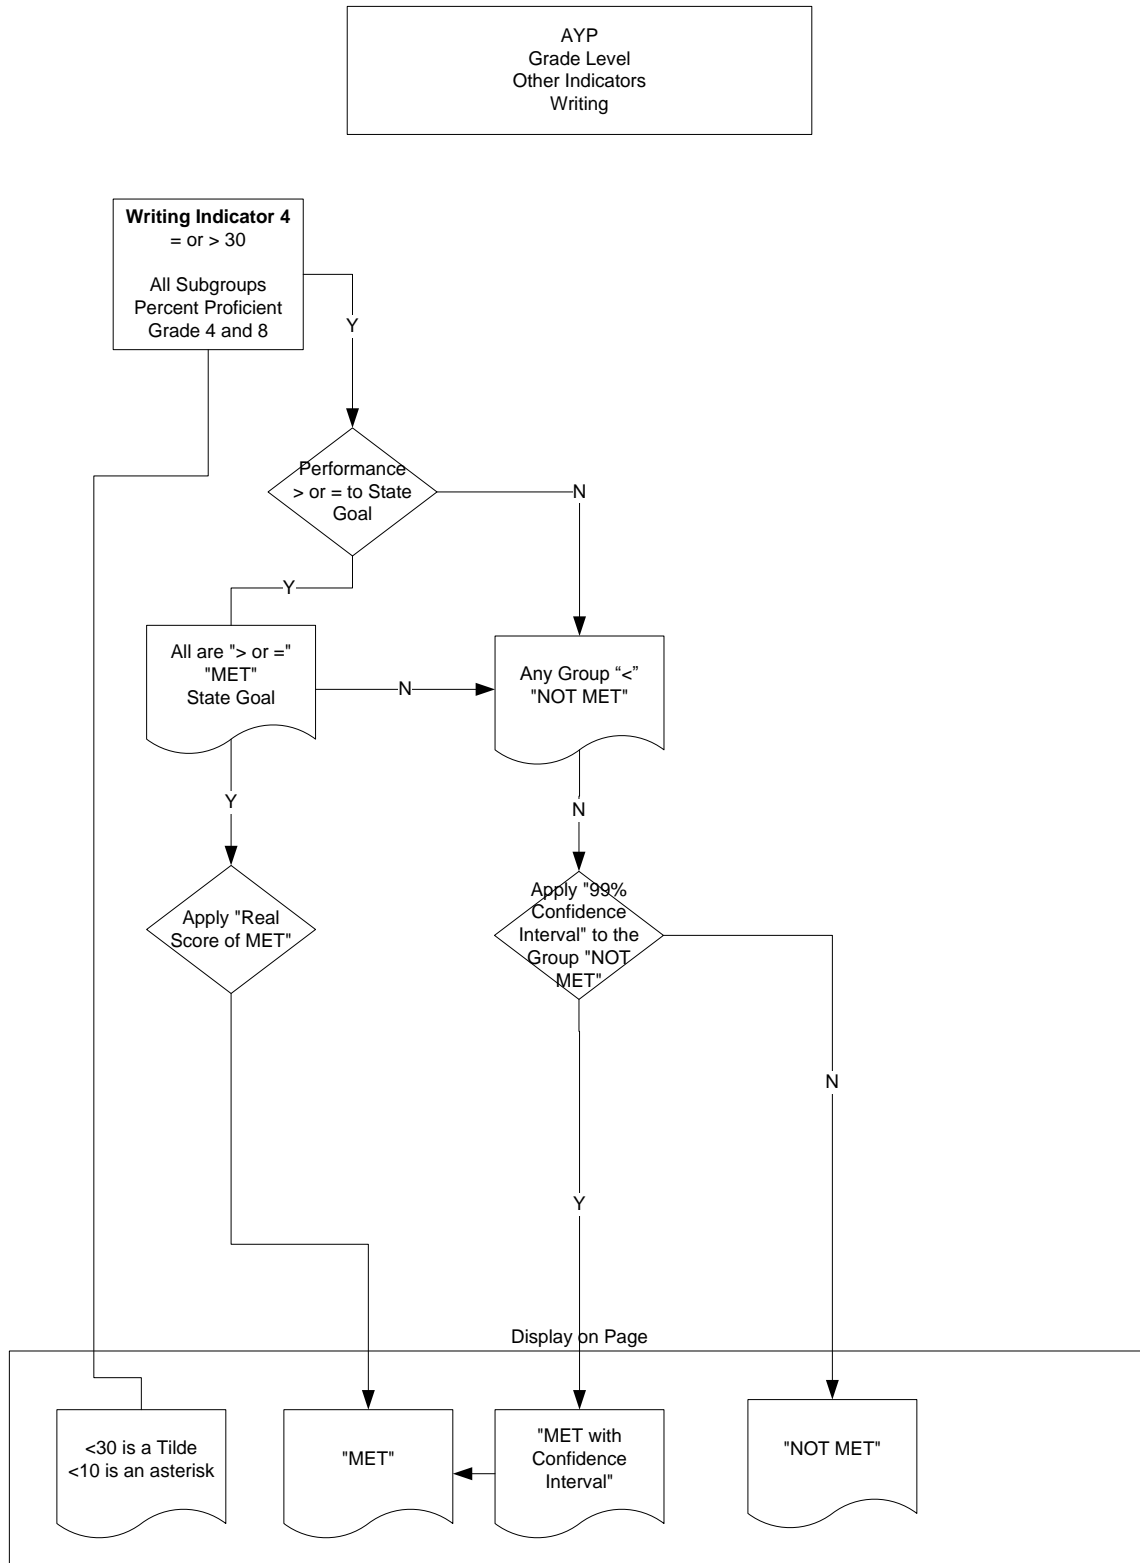 AYP
Grade Level
Other Indicators
Writing
Writing Indicator 4
= or > 30
All Subgroups
Percent Proficient
Grade 4 and 8
Y
Performance
> or = to State
Goal
N
Y
All are "> or ="
"MET"
State Goal
N
Any Group “<”
"NOT MET"
Y
N
Apply "Real
Score of MET"
Apply "99%
Confidence
Interval" to the
Group "NOT
MET"
N
Y
Display on Page
<30 is a Tilde
<10 is an asterisk
"MET"
"MET with
Confidence
Interval"
"NOT MET"